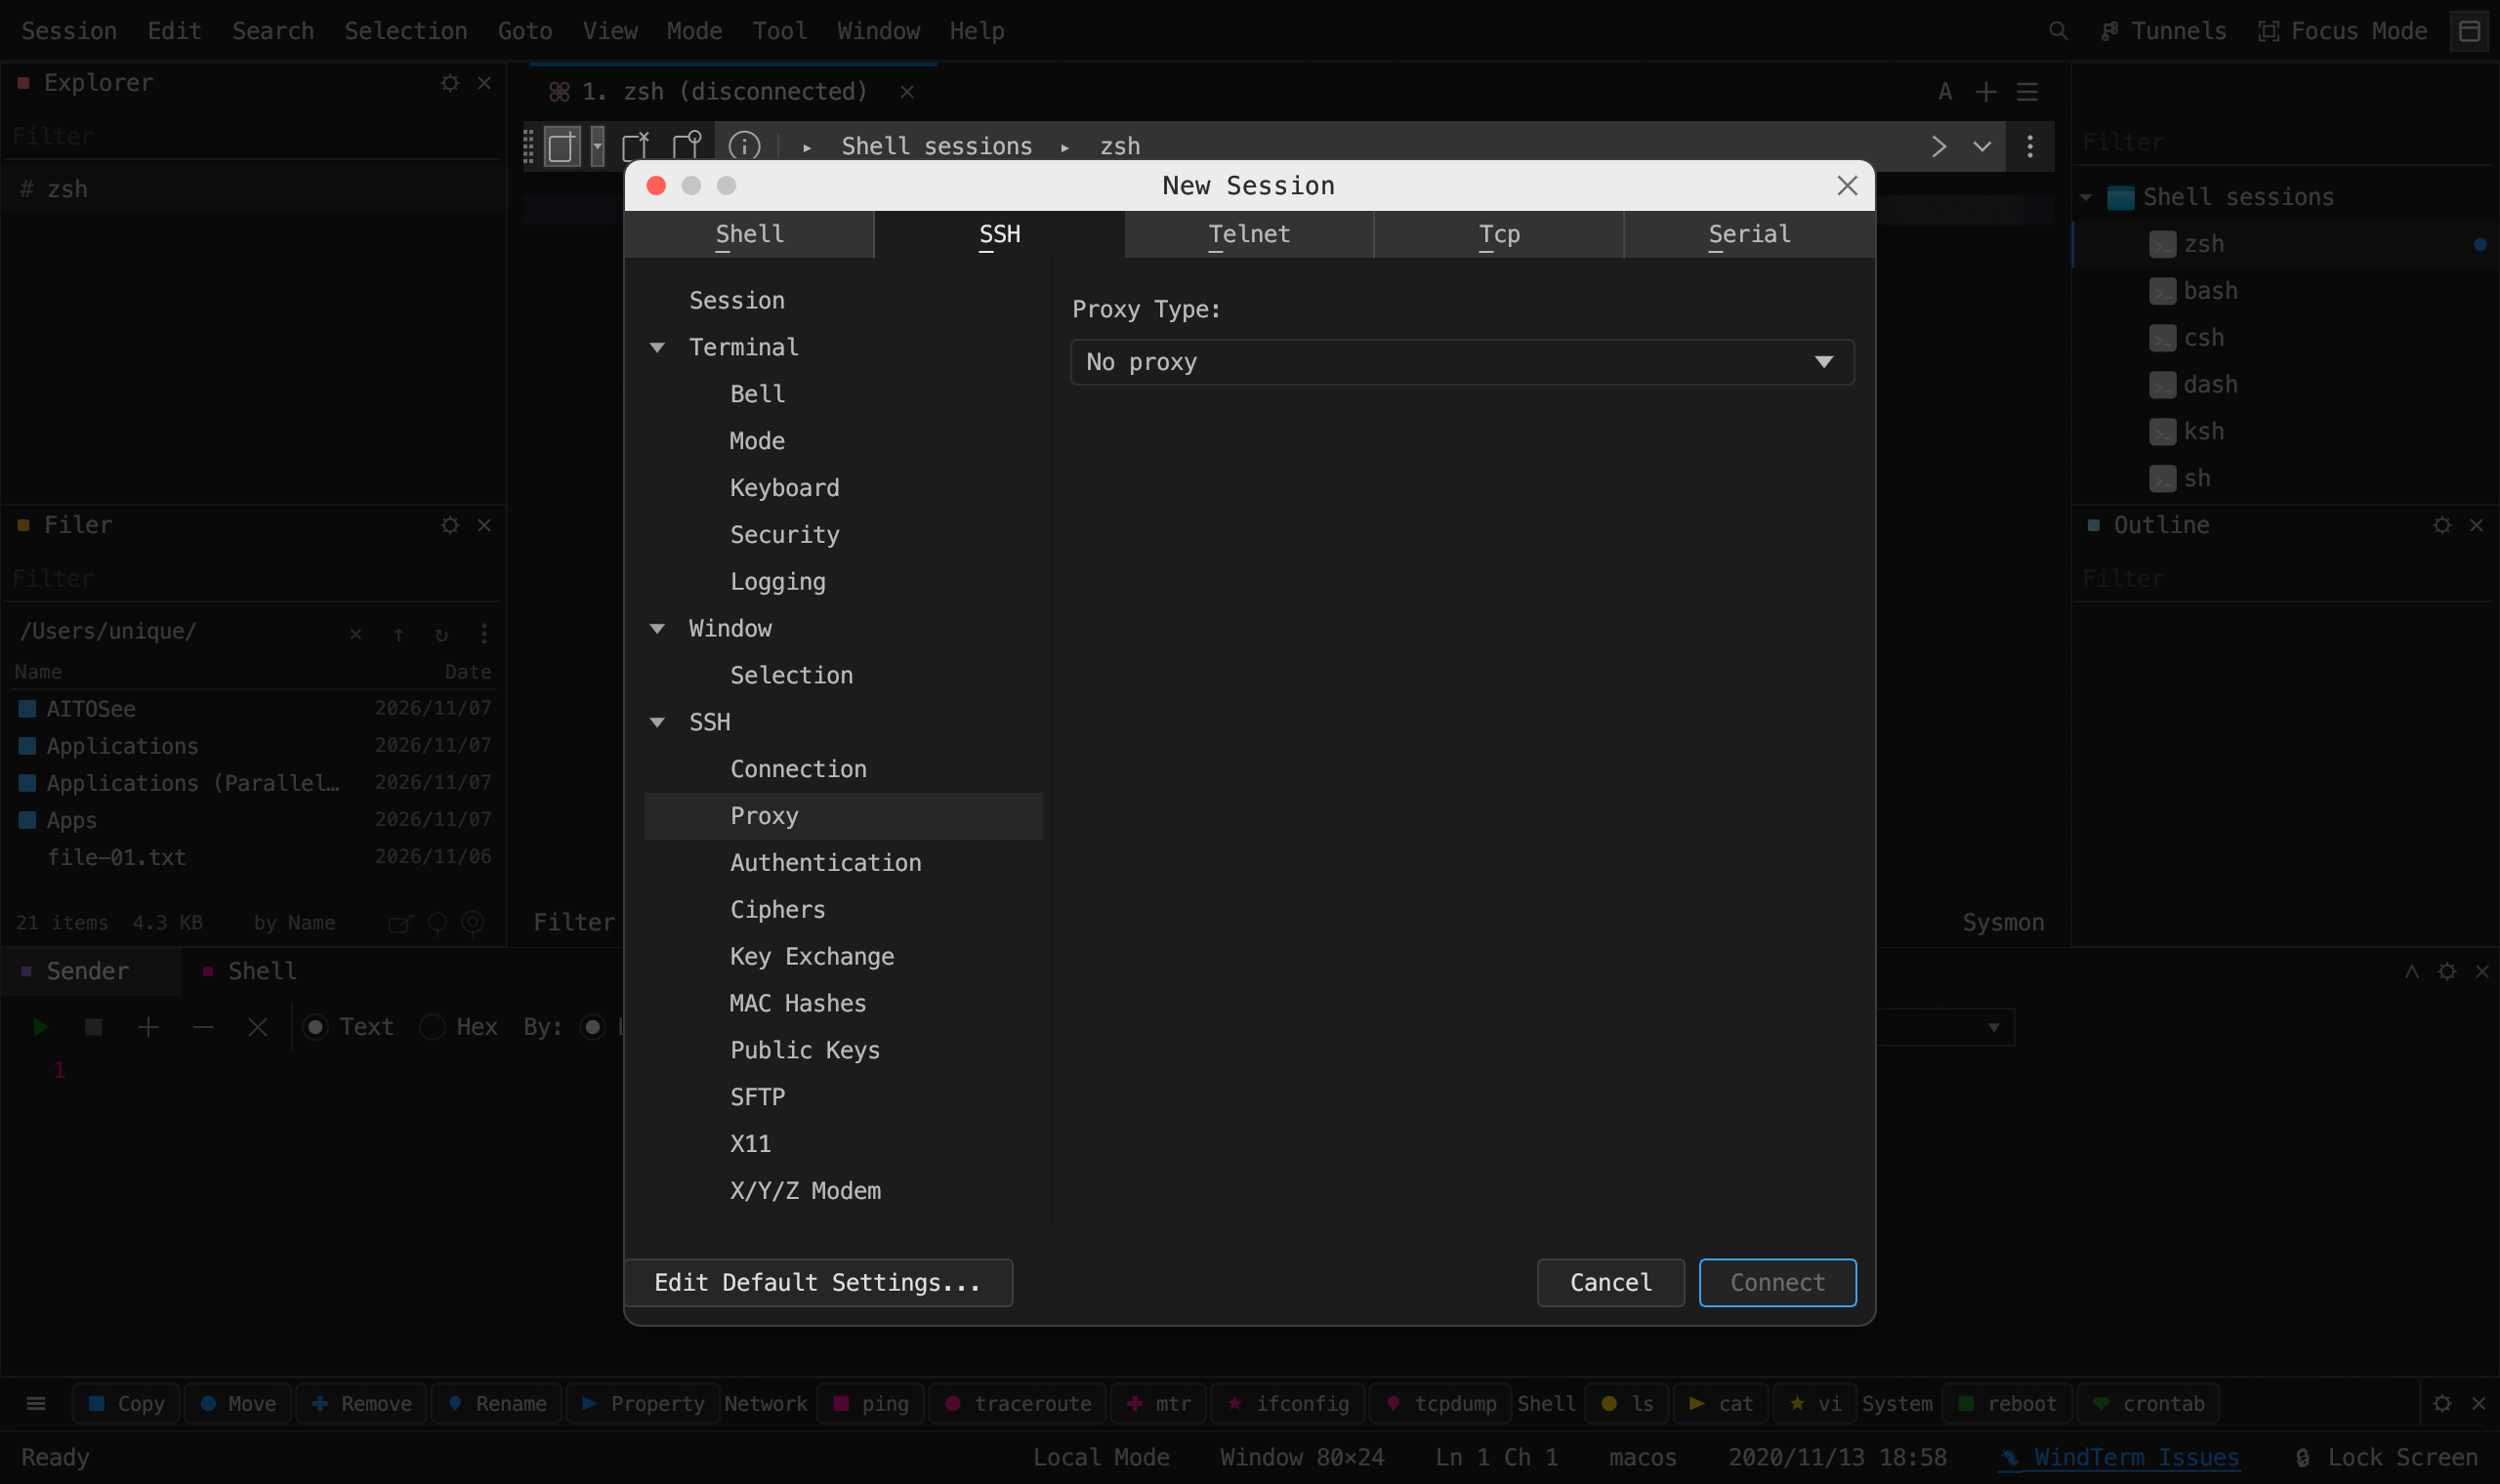 Session Edit Search Selection Goto View Mode Tool Window Help Tunnels Focus Mode
Explorer
Filter
# zsh
1. zsh (disconnected)
A
Shell sessions zsh
Filter
Shell sessions
zsh
bash
csh
dash
ksh
sh
Filer
Filter
/Users/unique/
Name Date
AITOSee 2026/11/07
Applications 2026/11/07
Applications (Parallel… 2026/11/07
Apps 2026/11/07
file-01.txt 2026/11/06
21 items 4.3 KB by Name
Filter
Sysmon
Outline
Filter
New Session
Shell SSH Telnet Tcp Serial
Session
Terminal
Bell
Mode
Keyboard
Security
Logging
Window
Selection
SSH
Connection
Proxy
Authentication
Ciphers
Key Exchange
MAC Hashes
Public Keys
SFTP
X11
X/Y/Z Modem
Proxy Type:
No proxy
Edit Default Settings... Cancel Connect
Sender Shell
Text Hex By:
1
Copy Move Remove Rename Property Network ping traceroute mtr ifconfig tcpdump Shell ls cat vi System reboot crontab
Ready Local Mode Window 80×24 Ln 1 Ch 1 macos 2020/11/13 18:58 WindTerm Issues Lock Screen